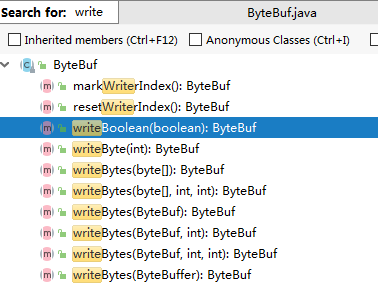 Search for: write
ByteBuf.java
Inherited members (Ctrl+F12) Anonymous Classes (Ctrl+I)
ByteBuf
markWriterIndex(): ByteBuf
resetWriterIndex(): ByteBuf
writeBoolean(boolean): ByteBuf
writeByte(int): ByteBuf
writeBytes(byte[]): ByteBuf
writeBytes(byte[], int, int): ByteBuf
writeBytes(ByteBuf): ByteBuf
writeBytes(ByteBuf, int): ByteBuf
writeBytes(ByteBuf, int, int): ByteBuf
writeBytes(ByteBuffer): ByteBuf